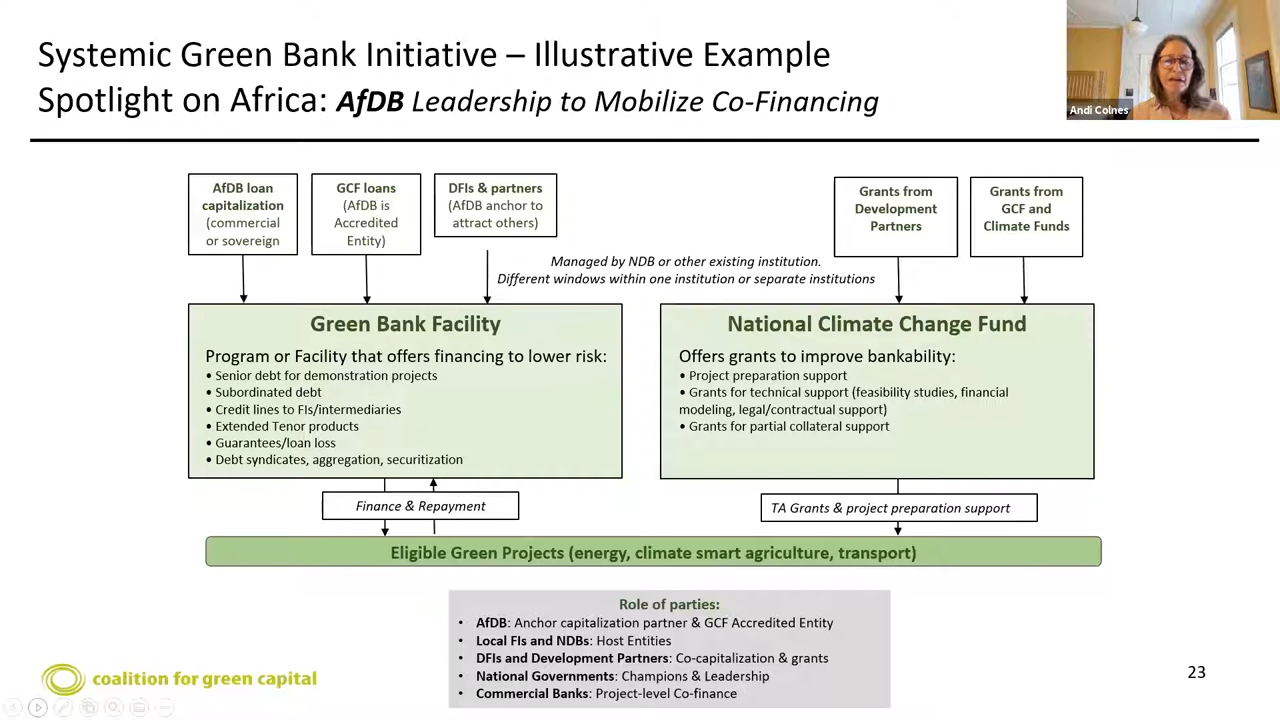 Systemic Green Bank Initiative – Illustrative Example
Spotlight on Africa: AfDB Leadership to Mobilize Co-Financing
Andi Colnes
AfDB loan
capitalization
(commercial
or sovereign
GCF loans
(AfDB is
Accredited
Entity)
DFIs & partners
(AfDB anchor to
attract others)
Grants from
Development
Partners
Grants from
GCF and
Climate Funds
Managed by NDB or other existing institution.
Different windows within one institution or separate institutions
Green Bank Facility
Program or Facility that offers financing to lower risk:
• Senior debt for demonstration projects
• Subordinated debt
• Credit lines to FIs/intermediaries
• Extended Tenor products
• Guarantees/loan loss
• Debt syndicates, aggregation, securitization
National Climate Change Fund
Offers grants to improve bankability:
• Project preparation support
• Grants for technical support (feasibility studies, financial
modeling, legal/contractual support)
• Grants for partial collateral support
Finance & Repayment
TA Grants & project preparation support
Eligible Green Projects (energy, climate smart agriculture, transport)
Role of parties:
• AfDB: Anchor capitalization partner & GCF Accredited Entity
• Local FIs and NDBs: Host Entities
• DFIs and Development Partners: Co-capitalization & grants
• National Governments: Champions & Leadership
• Commercial Banks: Project-level Co-finance
coalition for green capital
23